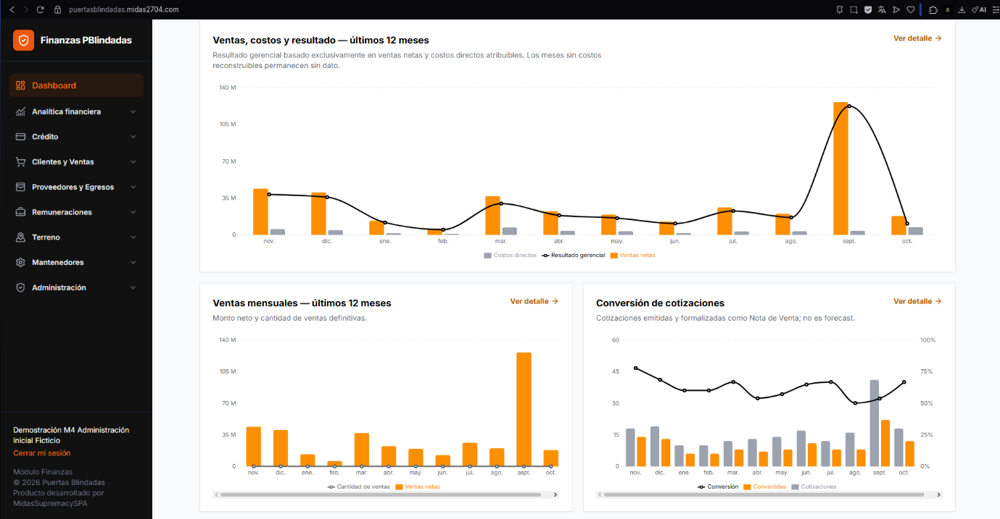 puertasblindadas.midas2704.com
AI
Finanzas PBlindadas
Dashboard
Analítica financiera
Crédito
Clientes y Ventas
Proveedores y Egresos
Remuneraciones
Terreno
Mantenedores
Administración
Demostración M4 Administración
inicial Ficticio
Cerrar mi sesión
Módulo Finanzas
© 2026 Puertas Blindadas
Producto desarrollado por
MidasSupremacySPA
Ventas, costos y resultado — últimos 12 meses
Ver detalle →
Resultado gerencial basado exclusivamente en ventas netas y costos directos atribuibles. Los meses sin costos
reconstruibles permanecen sin dato.
140 M
105 M
70 M
35 M
0
nov. dic. ene. feb. mar. abr. may. jun. jul. ago. sept. oct.
Costos directos Resultado gerencial Ventas netas
Ventas mensuales — últimos 12 meses
Ver detalle →
Monto neto y cantidad de ventas definitivas.
140 M
105 M
70 M
35 M
0
nov. dic. ene. feb. mar. abr. may. jun. jul. ago. sept. oct.
Cantidad de ventas Ventas netas
Conversión de cotizaciones
Ver detalle →
Cotizaciones emitidas y formalizadas como Nota de Venta; no es forecast.
60 100%
45 75%
30 50%
15 25%
0 0%
nov. dic. ene. feb. mar. abr. may. jun. jul. ago. sept. oct.
Conversión Convertidas Cotizaciones